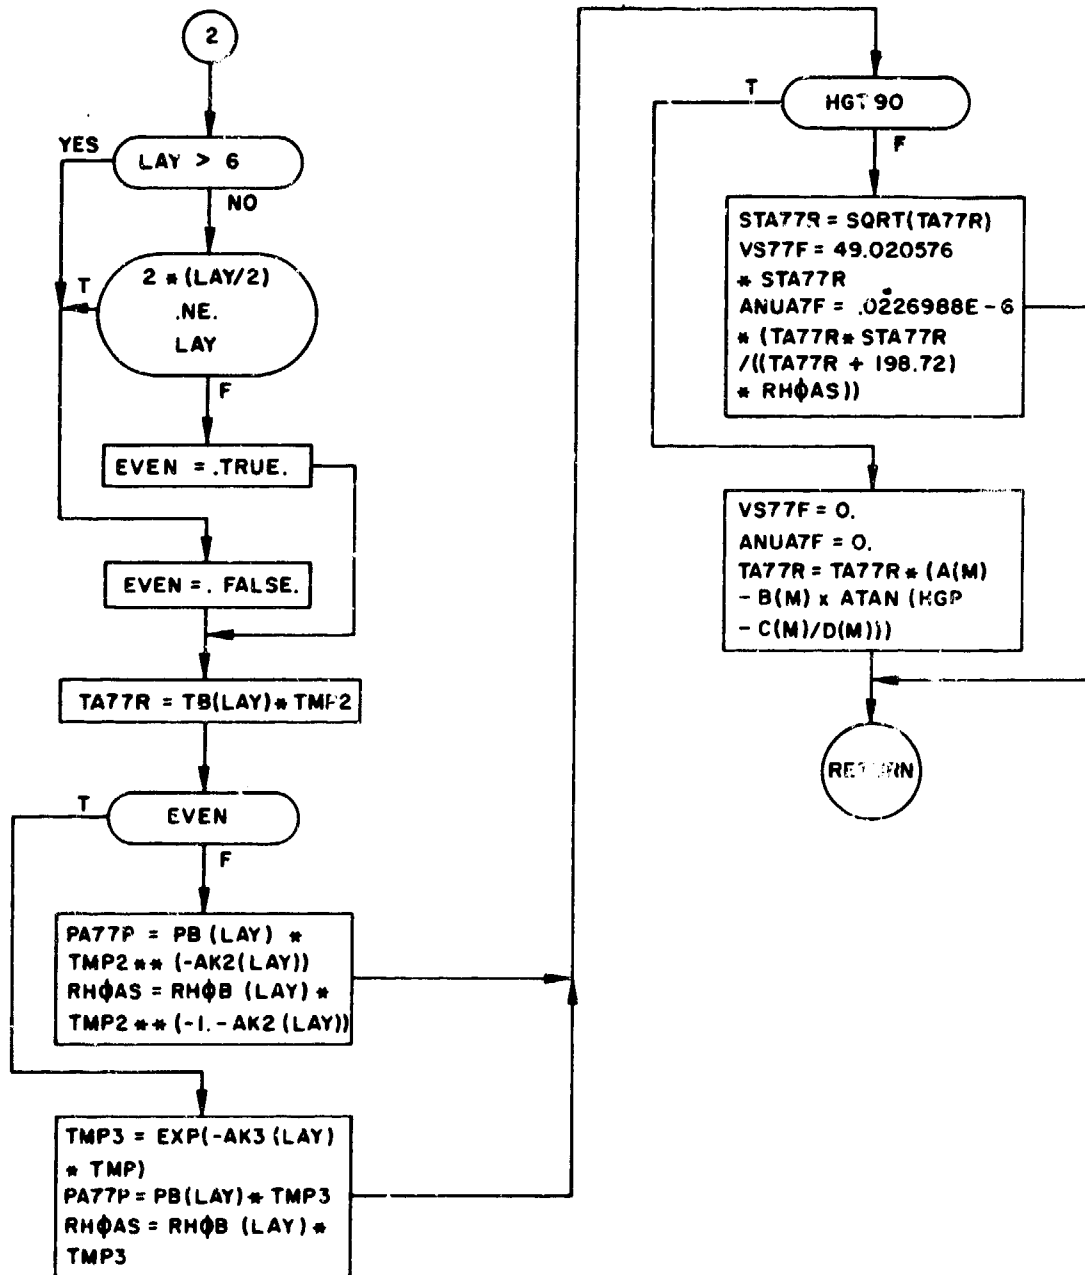 2
LAY > 6
YES
NO
2 * (LAY/2)
.NE.
LAY
T
F
EVEN = .TRUE.
EVEN = . FALSE.
TA77R = TB(LAY) * TMP2
EVEN
T
F
PA77P = PB (LAY) *
TMP2 ** (-AK2(LAY))
RHϕAS = RHϕB (LAY) *
TMP2 ** (-1. - AK2 (LAY))
TMP3 = EXP(-AK3 (LAY)
* TMP)
PA77P = PB(LAY) * TMP3
RHϕAS = RHϕB (LAY) *
TMP3
HGT 90
T
F
STA77R = SQRT(TA77R)
VS77F = 49.020576
* STA77R
ANUA7F = .0226988E-6
* (TA77R * STA77R
/((TA77R + 198.72)
* RHϕAS))
VS77F = 0.
ANUA7F = 0.
TA77R = TA77R * (A(M)
- B(M) x ATAN (HGP
- C(M)/D(M)))
RETURN